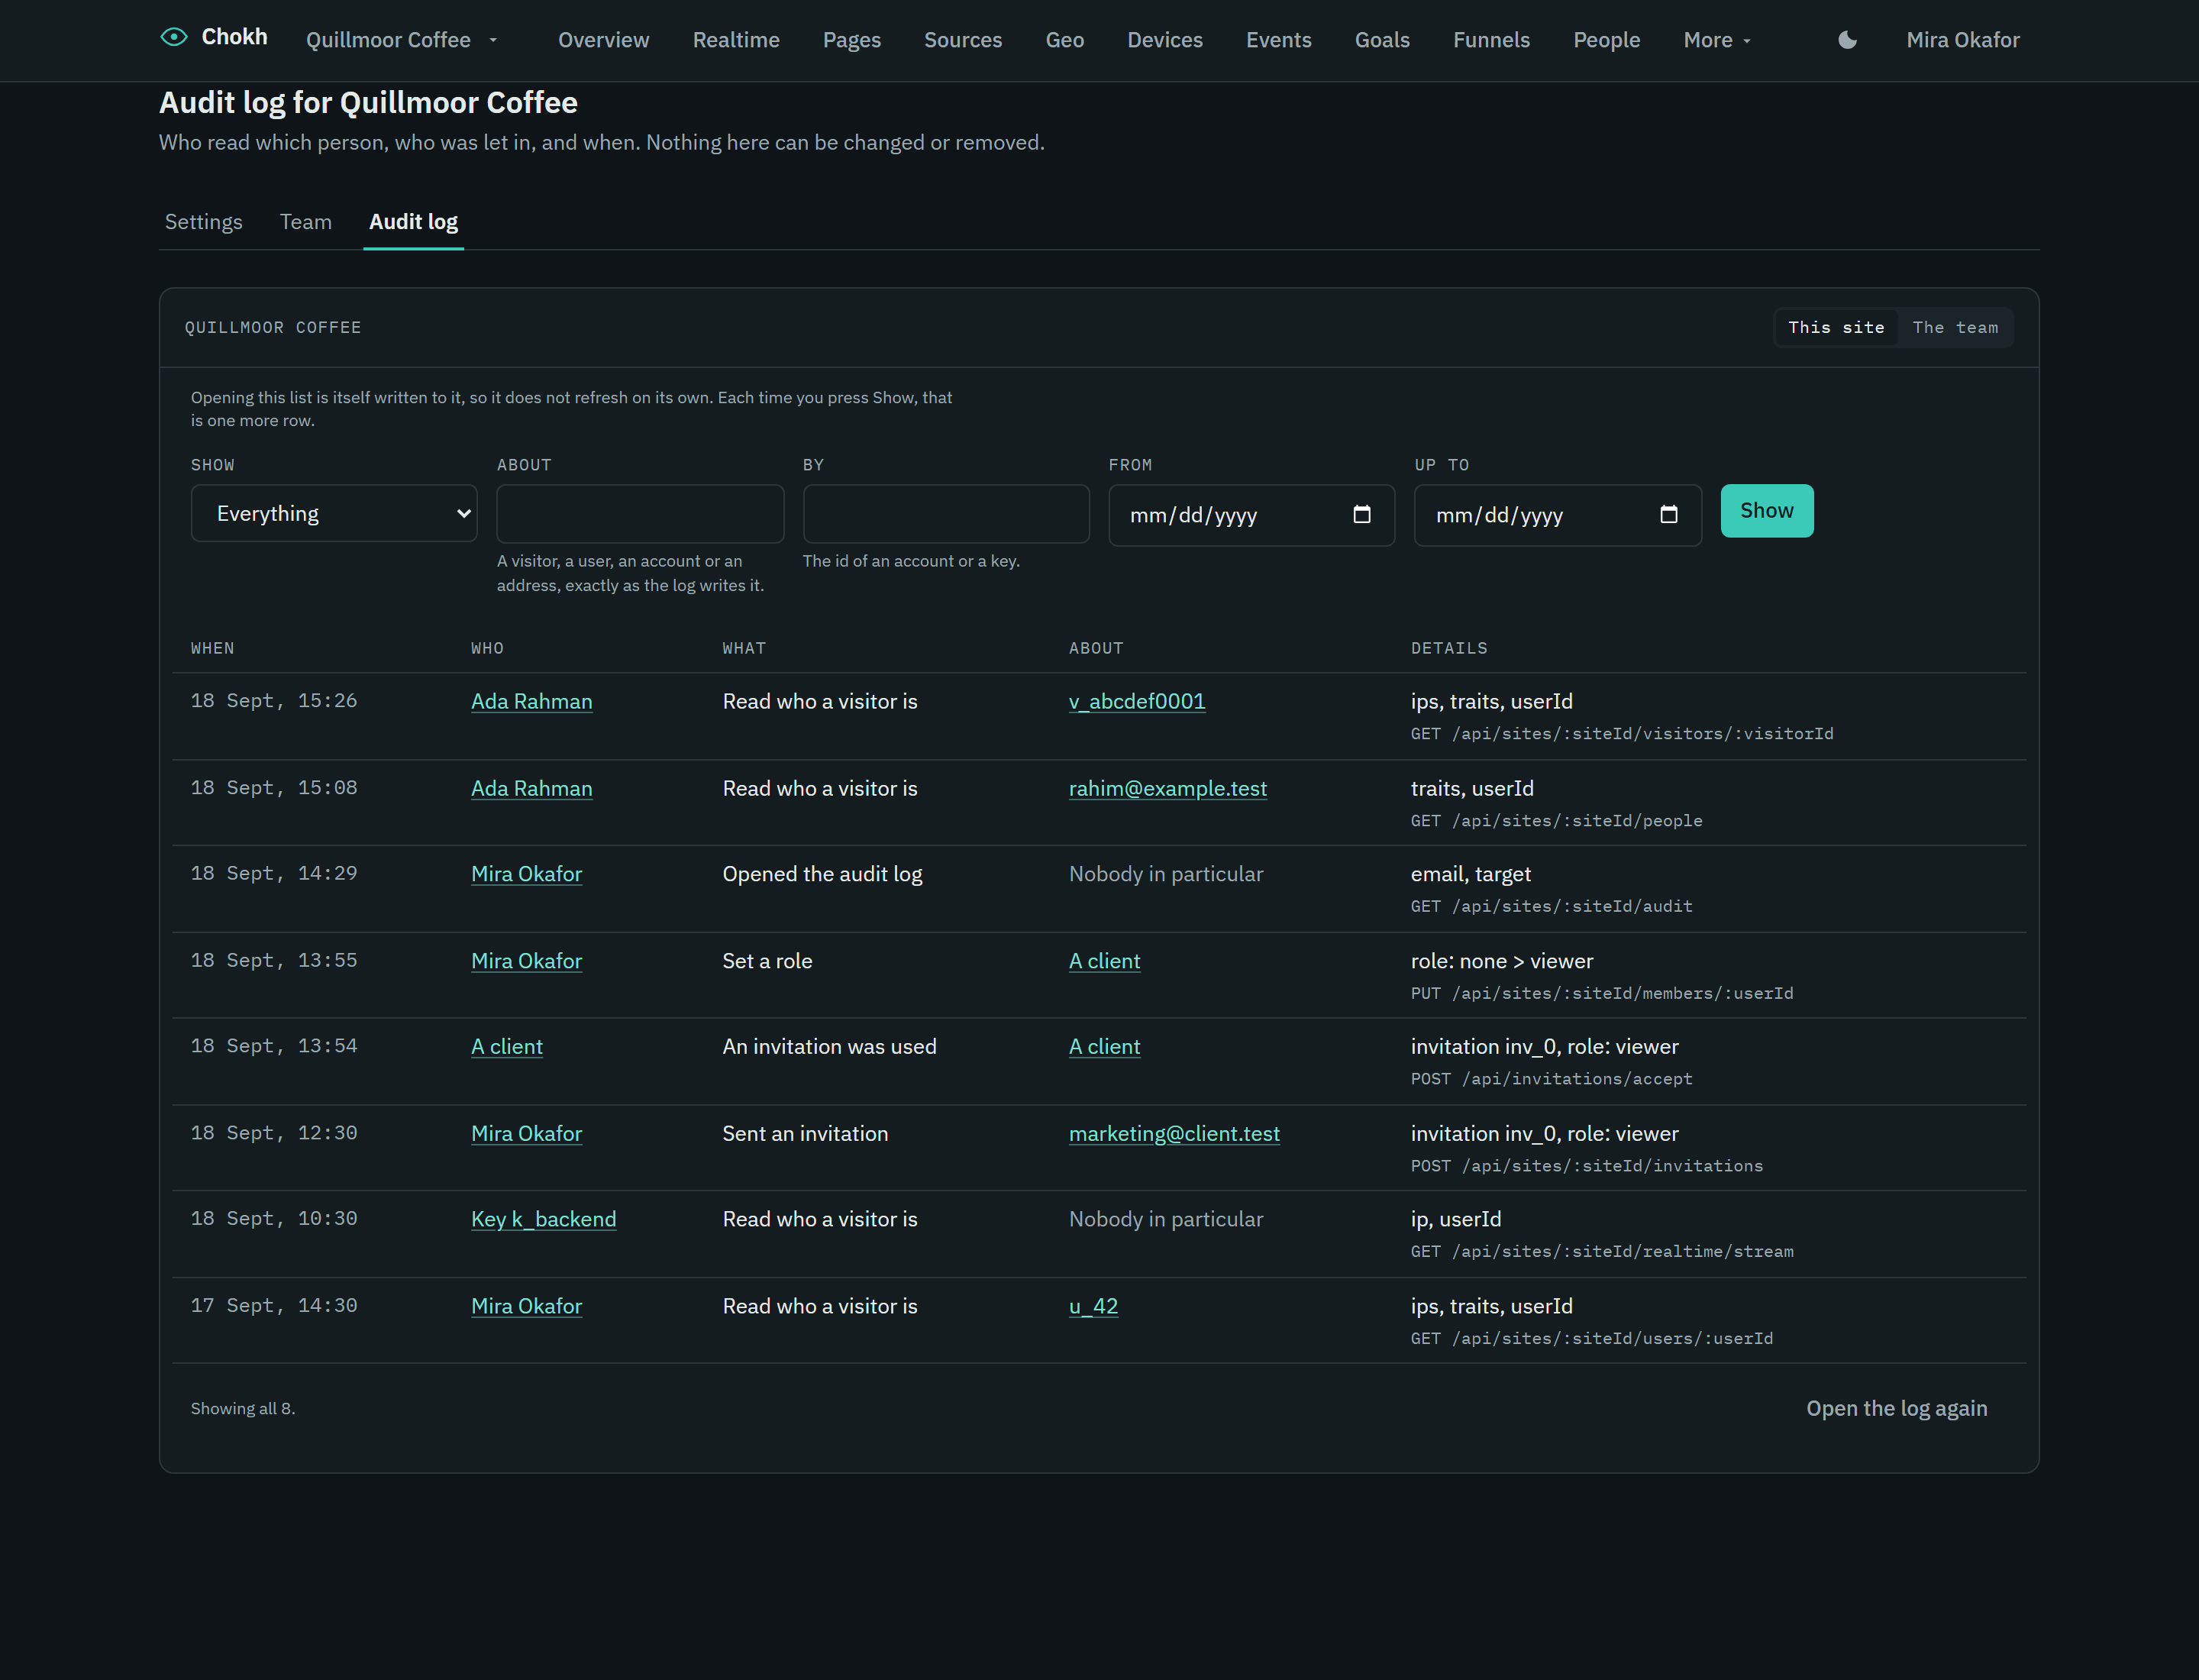 Chokh
Quillmoor Coffee
Overview
Realtime
Pages
Sources
Geo
Devices
Events
Goals
Funnels
People
More
Mira Okafor
Audit log for Quillmoor Coffee
Who read which person, who was let in, and when. Nothing here can be changed or removed.
Settings
Team
Audit log
QUILLMOOR COFFEE
This site
The team
Opening this list is itself written to it, so it does not refresh on its own. Each time you press Show, that
is one more row.
SHOW
ABOUT
BY
FROM
UP TO
Everything
mm/dd/yyyy
mm/dd/yyyy
Show
A visitor, a user, an account or an
address, exactly as the log writes it.
The id of an account or a key.
WHEN WHO WHAT ABOUT DETAILS
18 Sept, 15:26 Ada Rahman Read who a visitor is v_abcdef0001 ips, traits, userId
GET /api/sites/:siteId/visitors/:visitorId
18 Sept, 15:08 Ada Rahman Read who a visitor is rahim@example.test traits, userId
GET /api/sites/:siteId/people
18 Sept, 14:29 Mira Okafor Opened the audit log Nobody in particular email, target
GET /api/sites/:siteId/audit
18 Sept, 13:55 Mira Okafor Set a role A client role: none > viewer
PUT /api/sites/:siteId/members/:userId
18 Sept, 13:54 A client An invitation was used A client invitation inv_0, role: viewer
POST /api/invitations/accept
18 Sept, 12:30 Mira Okafor Sent an invitation marketing@client.test invitation inv_0, role: viewer
POST /api/sites/:siteId/invitations
18 Sept, 10:30 Key k_backend Read who a visitor is Nobody in particular ip, userId
GET /api/sites/:siteId/realtime/stream
17 Sept, 14:30 Mira Okafor Read who a visitor is u_42 ips, traits, userId
GET /api/sites/:siteId/users/:userId
Showing all 8.
Open the log again